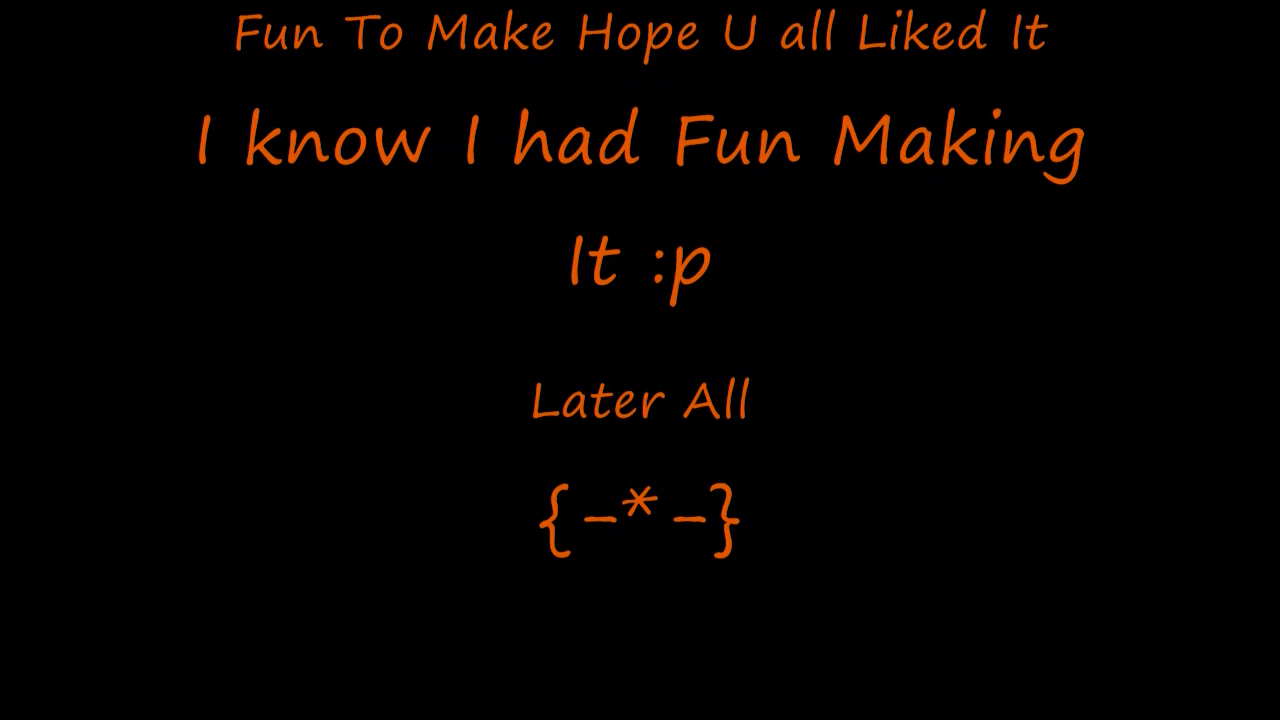 Fun To Make Hope U all Liked It
I know I had Fun Making
It :p
Later All
{-*-}